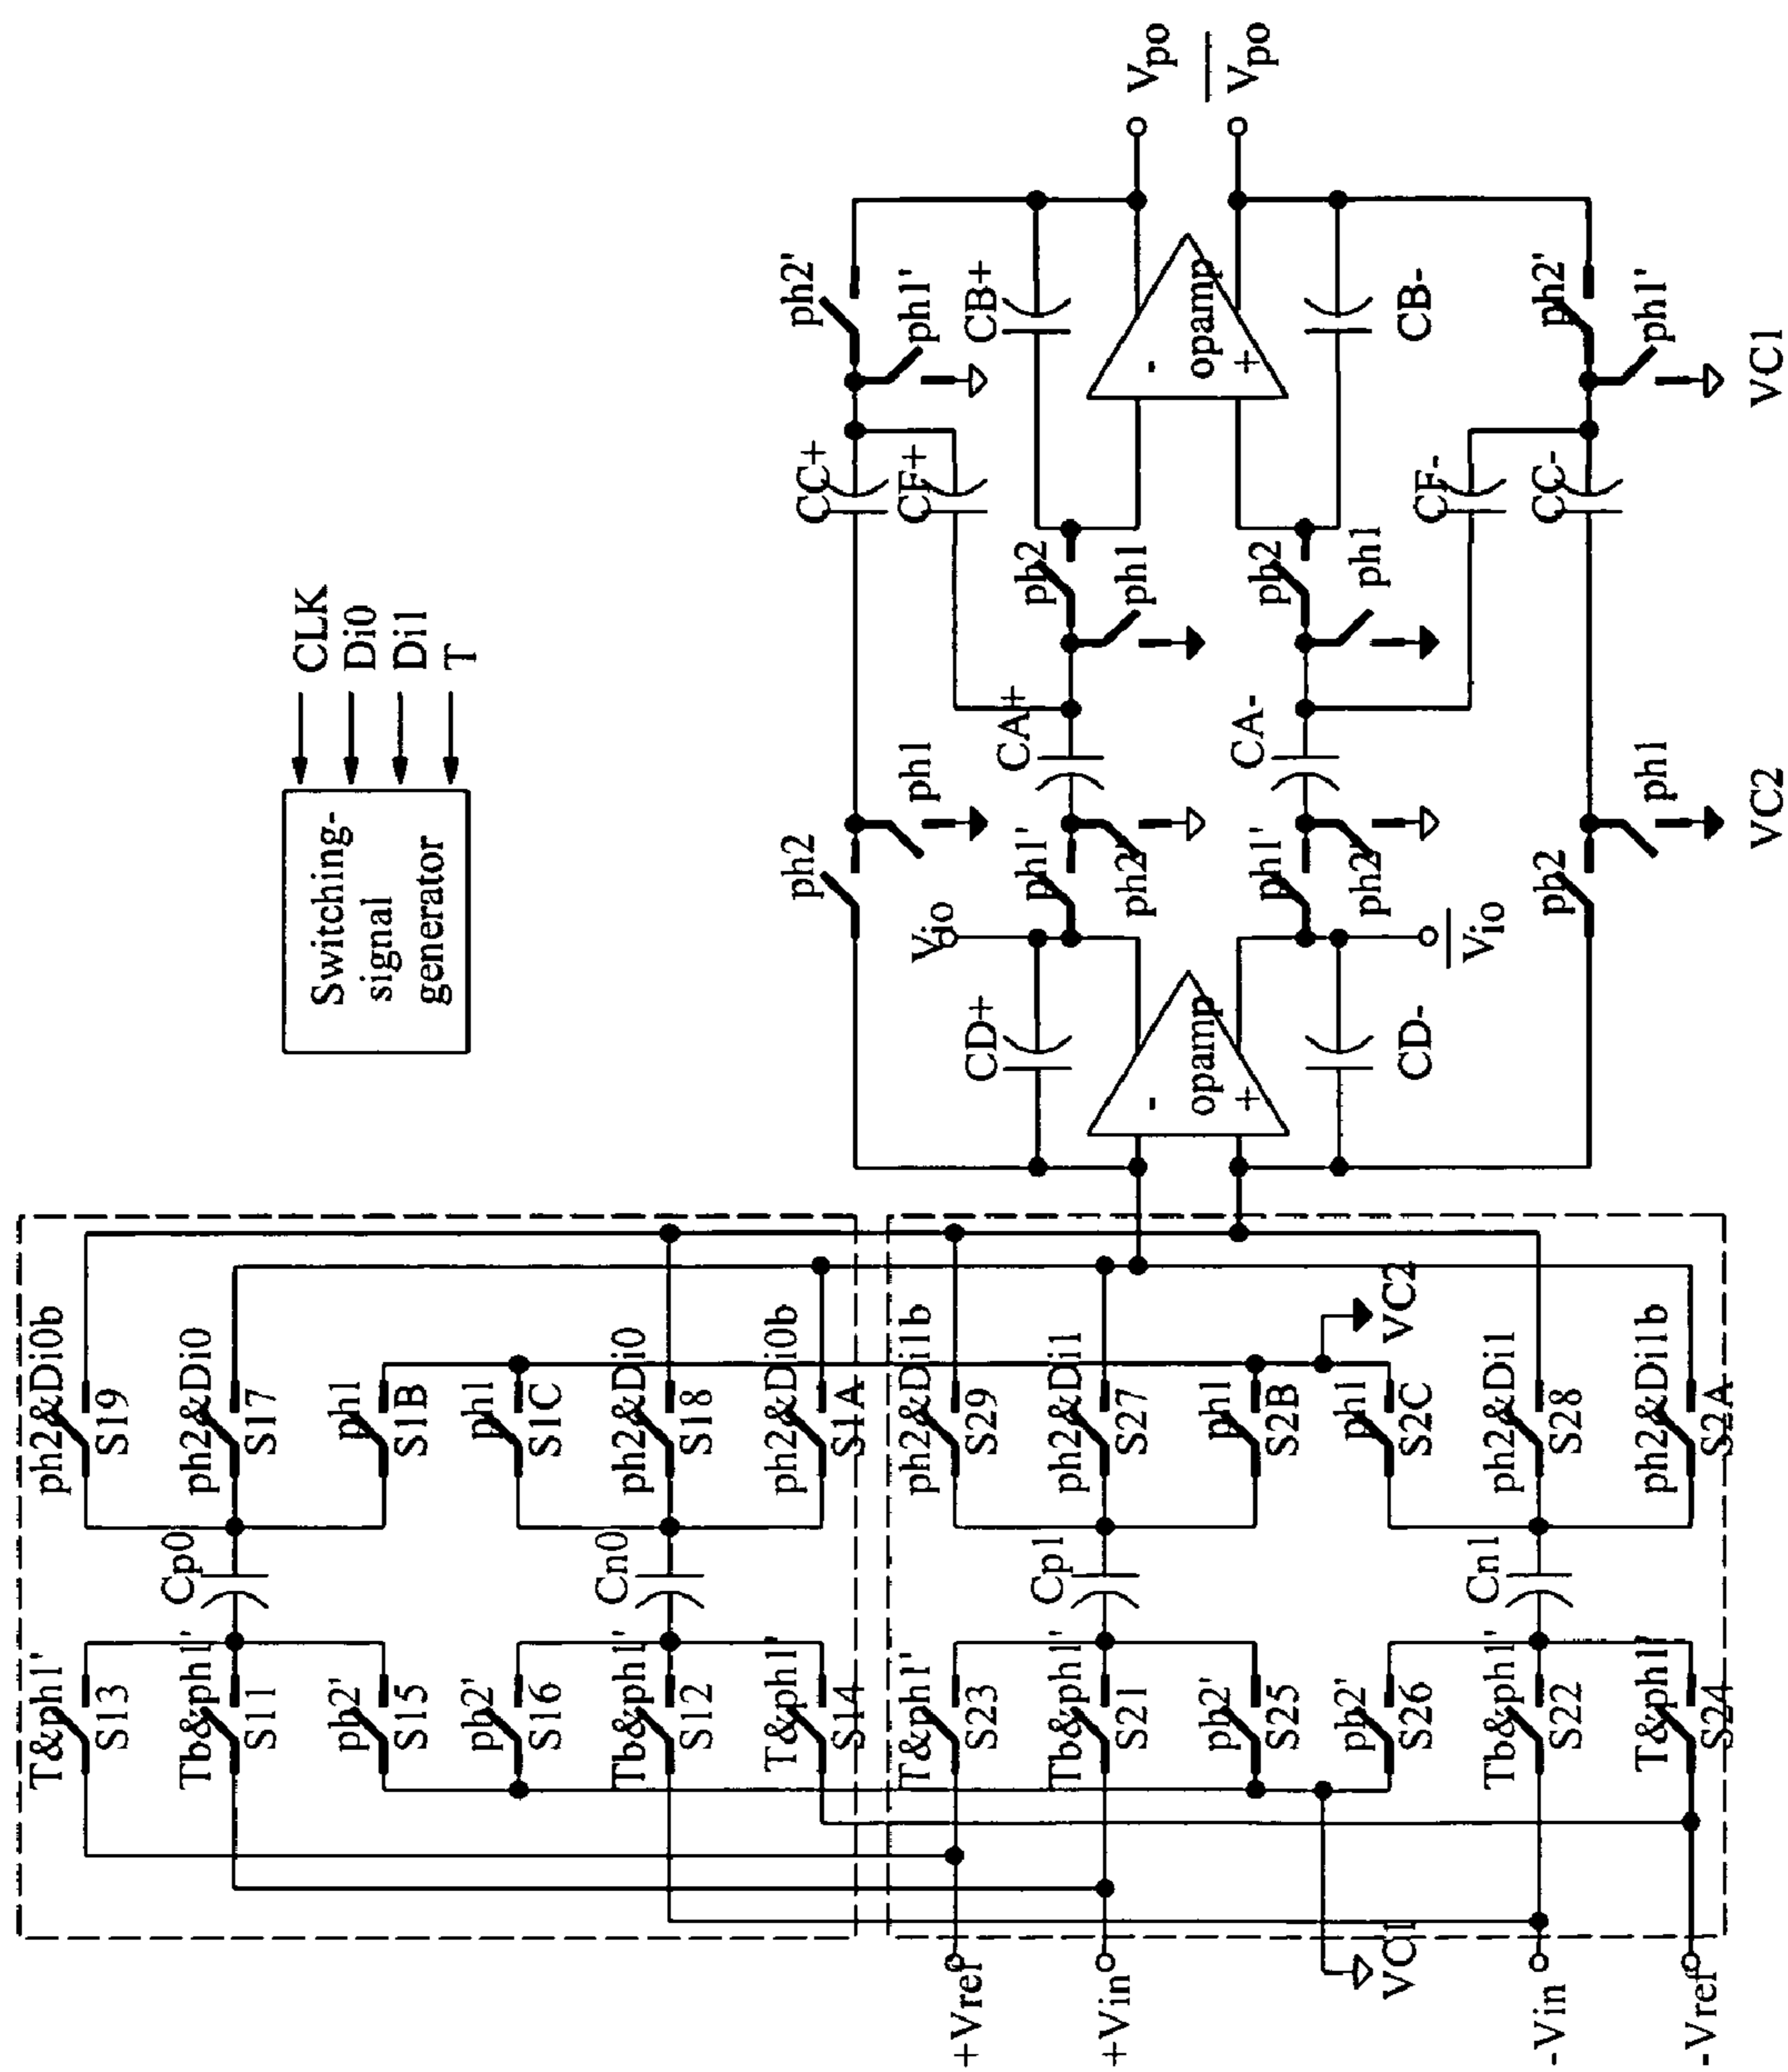 Switching-
signal
generator
CLK
Di0
Di1
T
ph2&Di0b
S19
ph2&Di0
S17
ph1
S1B
ph1
S1C
ph2&Di0
S18
ph2&Di0b
S1A
ph2&Di1b
S29
ph2&Di1
S27
ph1
S2B
ph1
S2C
ph2&Di1
S28
ph2&Di1b
S2A
VC2
Cp0
Cn0
Cp1
Cn1
T&ph1'
S13
Tb&ph1'
S11
ph2'
S15
ph2'
S16
Tb&ph1'
S12
T&ph1'
S14
T&ph1'
S23
Tb&ph1'
S21
ph2'
S25
ph2'
S26
Tb&ph1'
S22
T&ph1'
S24
+Vref
+Vin
VC1
-Vin
-Vref
ph2
ph1
CC+
CF+
ph2'
ph1'
Vio
CD+
-
opamp
+
CD-
Vio
ph1'
ph2'
CA+
ph2
ph1
ph1'
ph2'
CA-
ph2
ph1
CB+
-
opamp
+
CB-
CF-
CC-
ph2
ph1
ph2'
ph1'
VC2
VC1
Vpo
Vpo